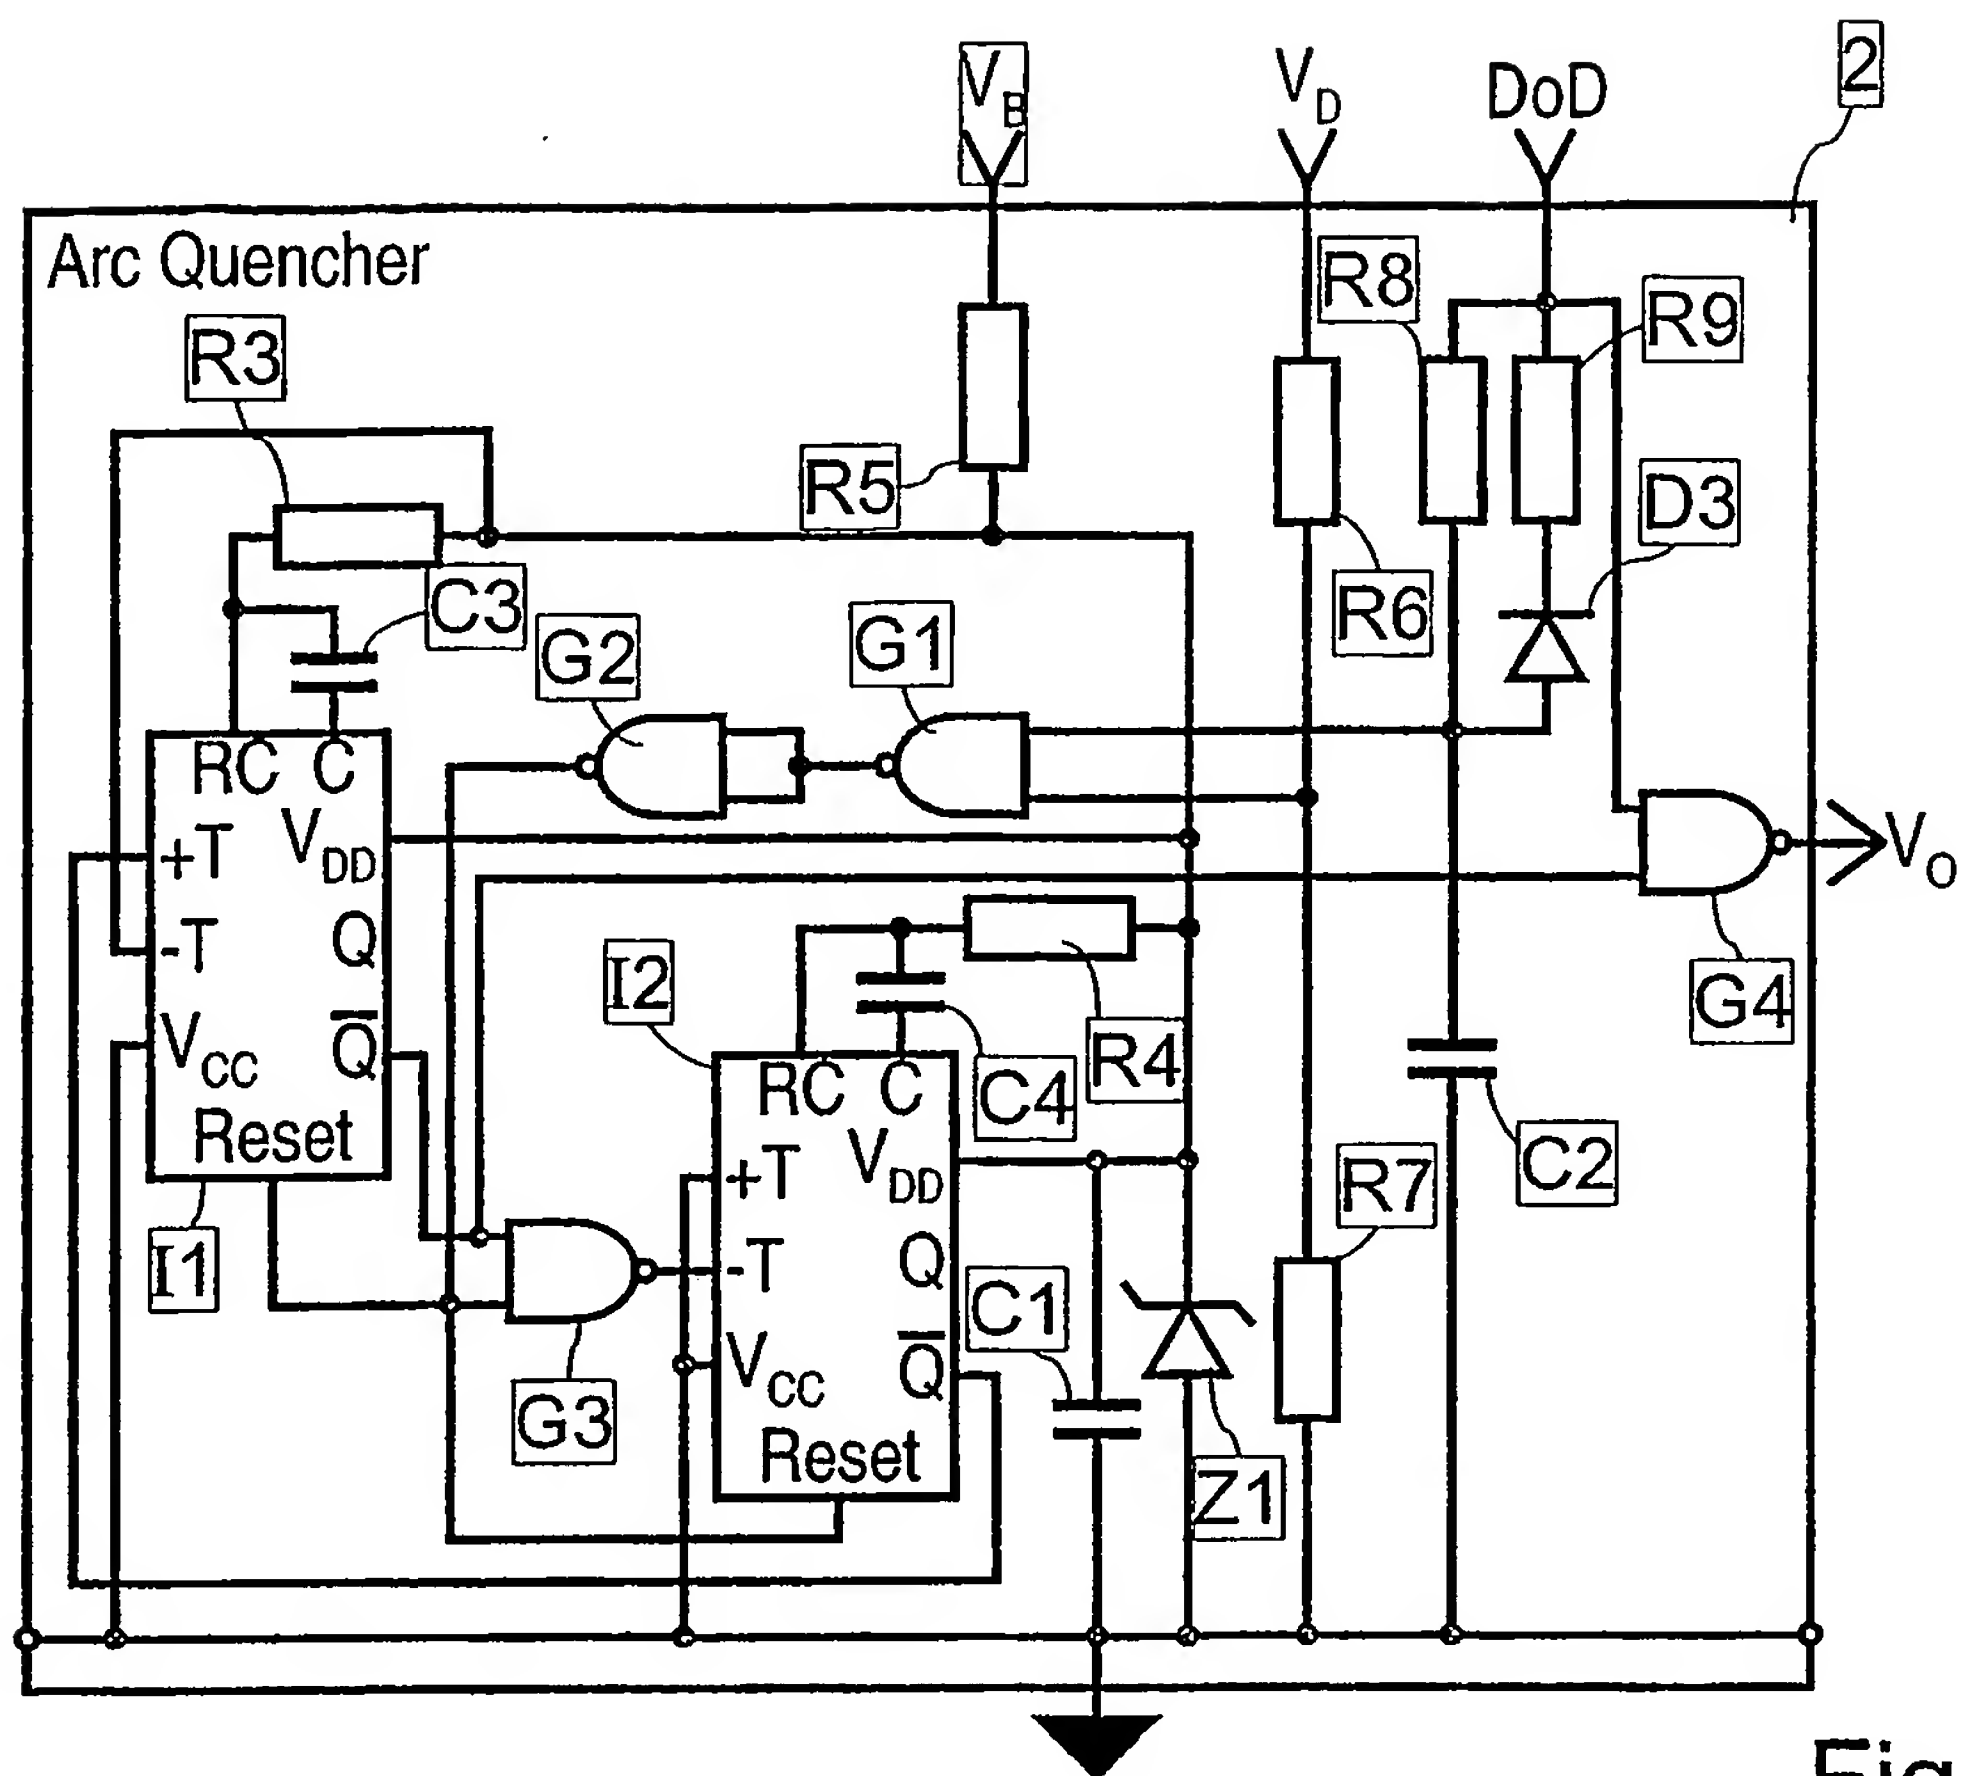 2
V_B
V_D
DoD
Arc Quencher
R8
R9
R3
R5
D3
R6
C3
G2
G1
RC C
+T V_DD
V_O
-T Q
I2
G4
V_CC Q̅
R4
RC C
C4
Reset
+T V_DD
C2
R7
I1
-T Q
C1
V_CC Q̅
G3
Reset
Z1